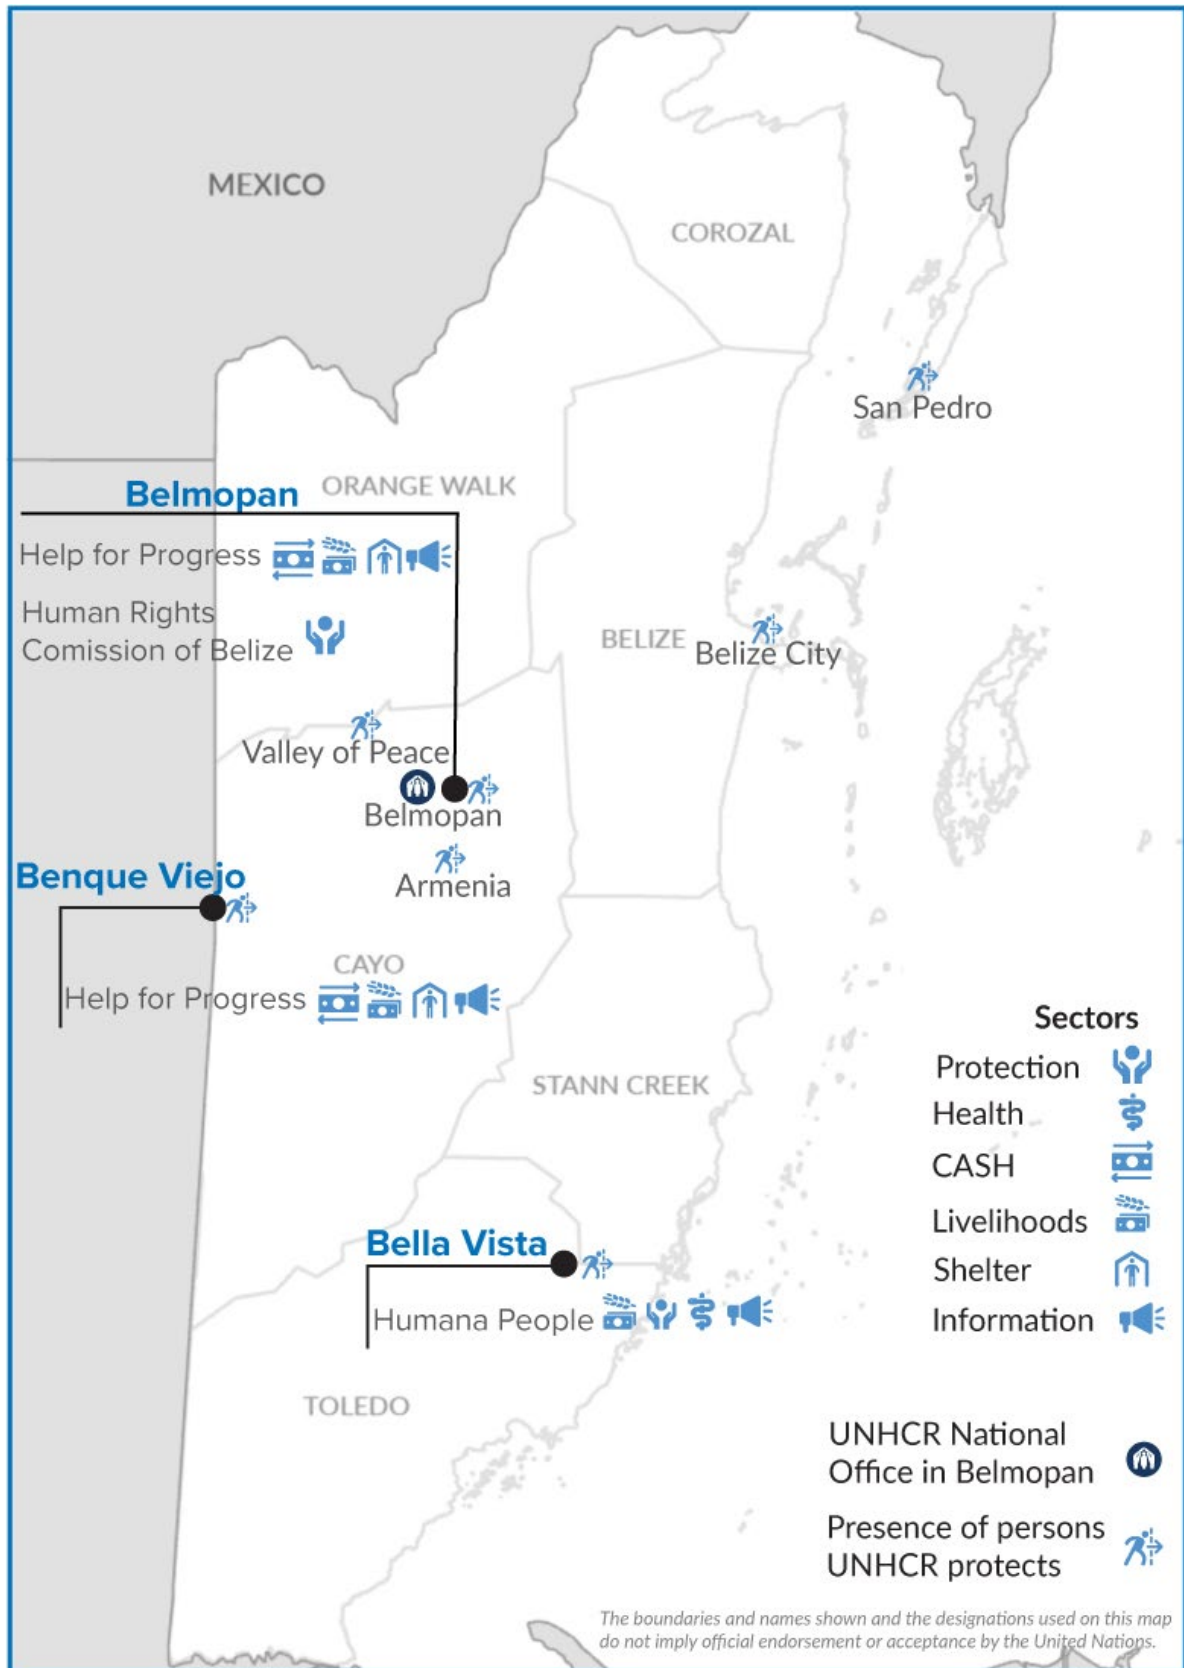 MEXICO
COROZAL
San Pedro
Belmopan
ORANGE WALK
Help for Progress
Human Rights
Comission of Belize
BELIZE
Belize City
Valley of Peace
Belmopan
Benque Viejo
Armenia
CAYO
Help for Progress
STANN CREEK
Bella Vista
Humana People
TOLEDO
Sectors
Protection
Health
CASH
Livelihoods
Shelter
Information
UNHCR National
Office in Belmopan
Presence of persons
UNHCR protects
The boundaries and names shown and the designations used on this map
do not imply official endorsement or acceptance by the United Nations.